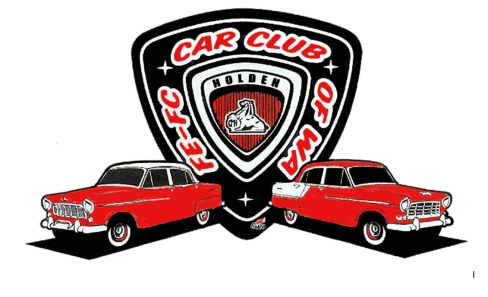 FE-FC CAR CLUB OF WA
HOLDEN